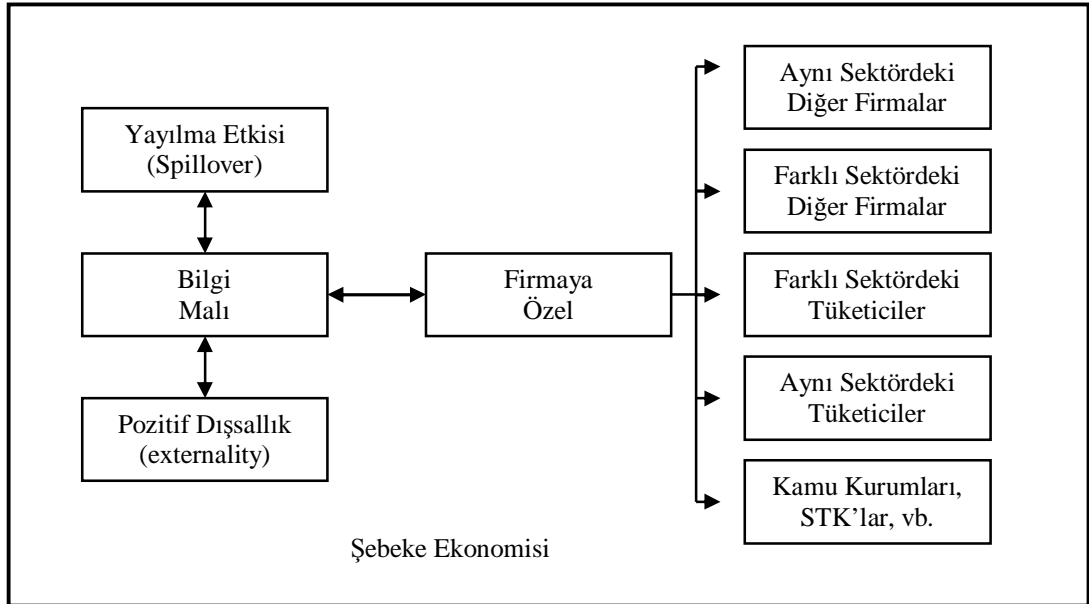 Yayılma Etkisi
(Spillover)
Bilgi
Malı
Pozitif Dışsallık
(externality)
Firmaya
Özel
Aynı Sektördeki
Diğer Firmalar
Farklı Sektördeki
Diğer Firmalar
Farklı Sektördeki
Tüketiciler
Aynı Sektördeki
Tüketiciler
Kamu Kurumları,
STK’lar, vb.
Şebeke Ekonomisi